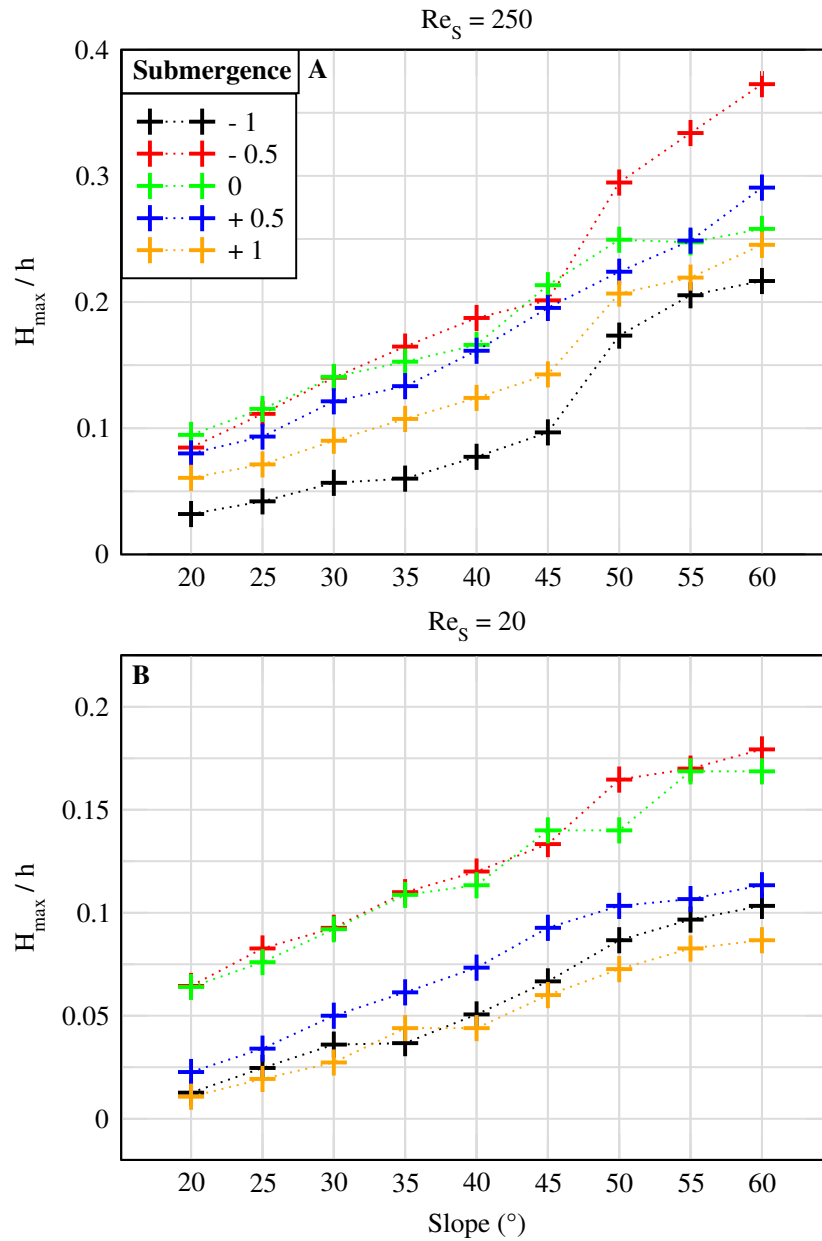 Re_S = 250
0.4
0.3
0.2
0.1
0
H_max / h
Submergence
A
- 1
- 0.5
0
+ 0.5
+ 1
20 25 30 35 40 45 50 55 60
Re_S = 20
B
0.2
0.15
0.1
0.05
0
H_max / h
20 25 30 35 40 45 50 55 60
Slope (°)